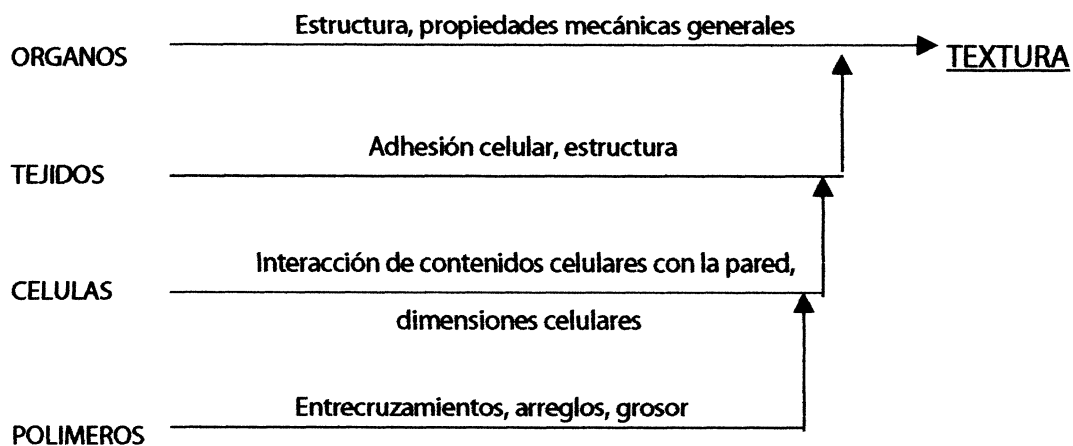 Estructura, propiedades mecánicas generales
ORGANOS
TEXTURA
Adhesión celular, estructura
TEJIDOS
Interacción de contenidos celulares con la pared,
CELULAS
dimensiones celulares
Entrecruzamientos, arreglos, grosor
POLIMEROS